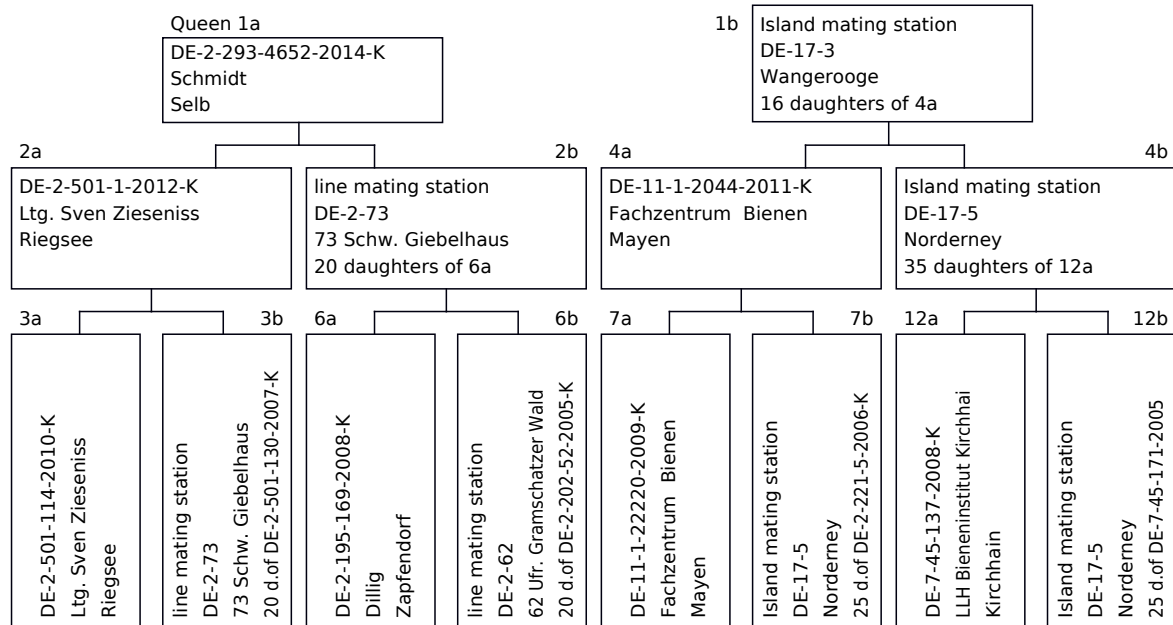 Queen 1a
DE-2-293-4652-2014-K
Schmidt
Selb
1b
Island mating station
DE-17-3
Wangerooge
16 daughters of 4a
2a
DE-2-501-1-2012-K
Ltg. Sven Zieseniss
Riegsee
2b
line mating station
DE-2-73
73 Schw. Giebelhaus
20 daughters of 6a
4a
DE-11-1-2044-2011-K
Fachzentrum  Bienen
Mayen
4b
Island mating station
DE-17-5
Norderney
35 daughters of 12a
3a
DE-2-501-114-2010-K
Ltg. Sven Zieseniss
Riegsee
3b
line mating station
DE-2-73
73 Schw. Giebelhaus
20 d.of DE-2-501-130-2007-K
6a
DE-2-195-169-2008-K
Dillig
Zapfendorf
6b
line mating station
DE-2-62
62 Ufr. Gramschatzer Wald
20 d.of DE-2-202-52-2005-K
7a
DE-11-1-22220-2009-K
Fachzentrum  Bienen
Mayen
7b
Island mating station
DE-17-5
Norderney
25 d.of DE-2-221-5-2006-K
12a
DE-7-45-137-2008-K
LLH Bieneninstitut Kirchhai
Kirchhain
12b
Island mating station
DE-17-5
Norderney
25 d.of DE-7-45-171-2005